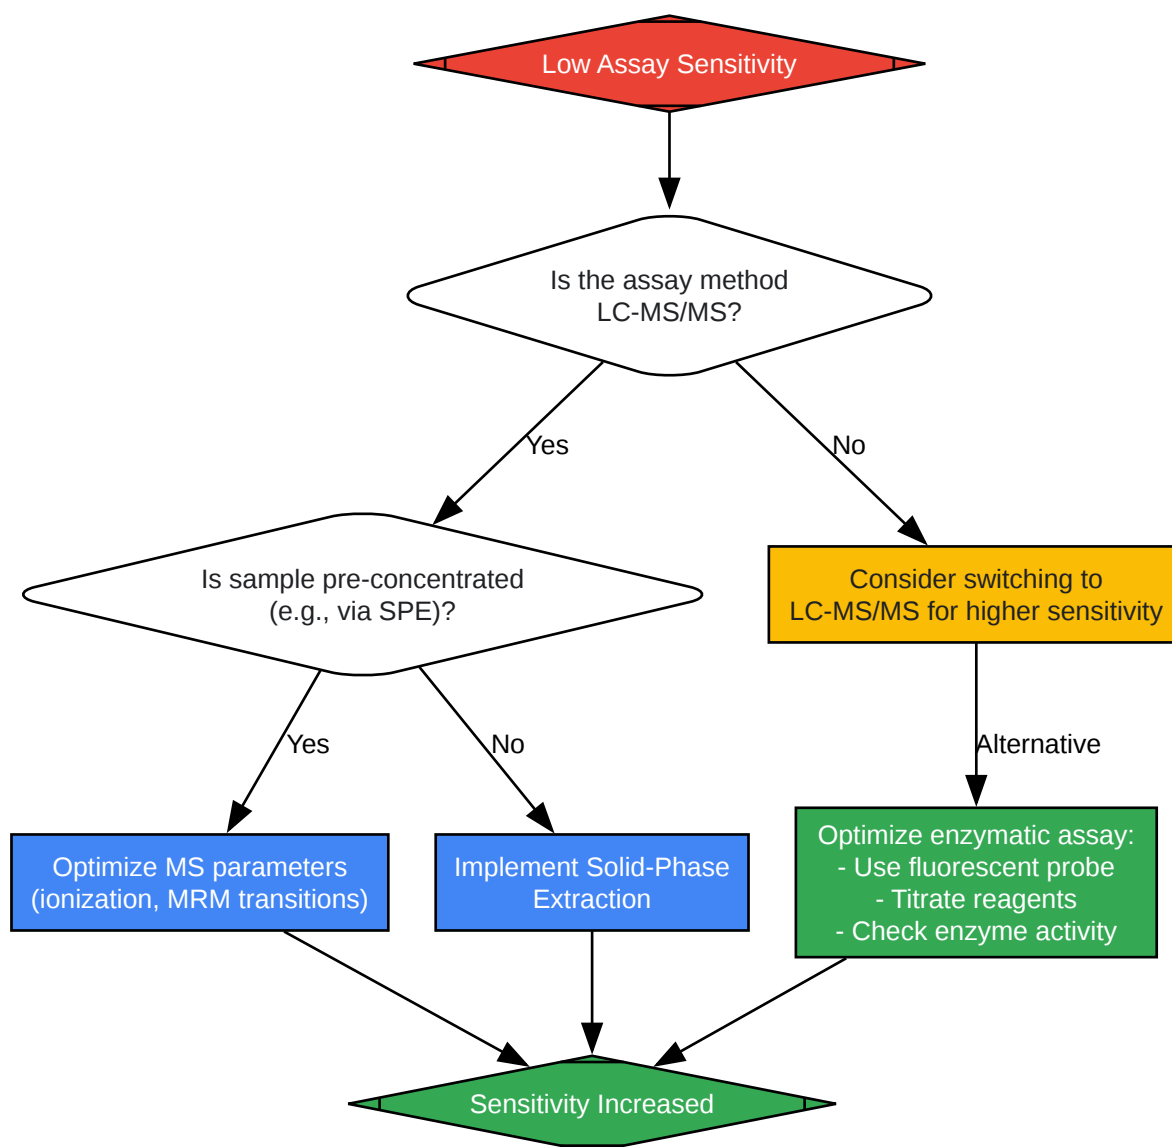 Low Assay Sensitivity
Is the assay method
LC-MS/MS?
Yes
No
Is sample pre-concentrated
(e.g., via SPE)?
Consider switching to
LC-MS/MS for higher sensitivity
Yes
No
Alternative
Optimize MS parameters
(ionization, MRM transitions)
Implement Solid-Phase
Extraction
Optimize enzymatic assay:
- Use fluorescent probe
- Titrate reagents
- Check enzyme activity
Sensitivity Increased